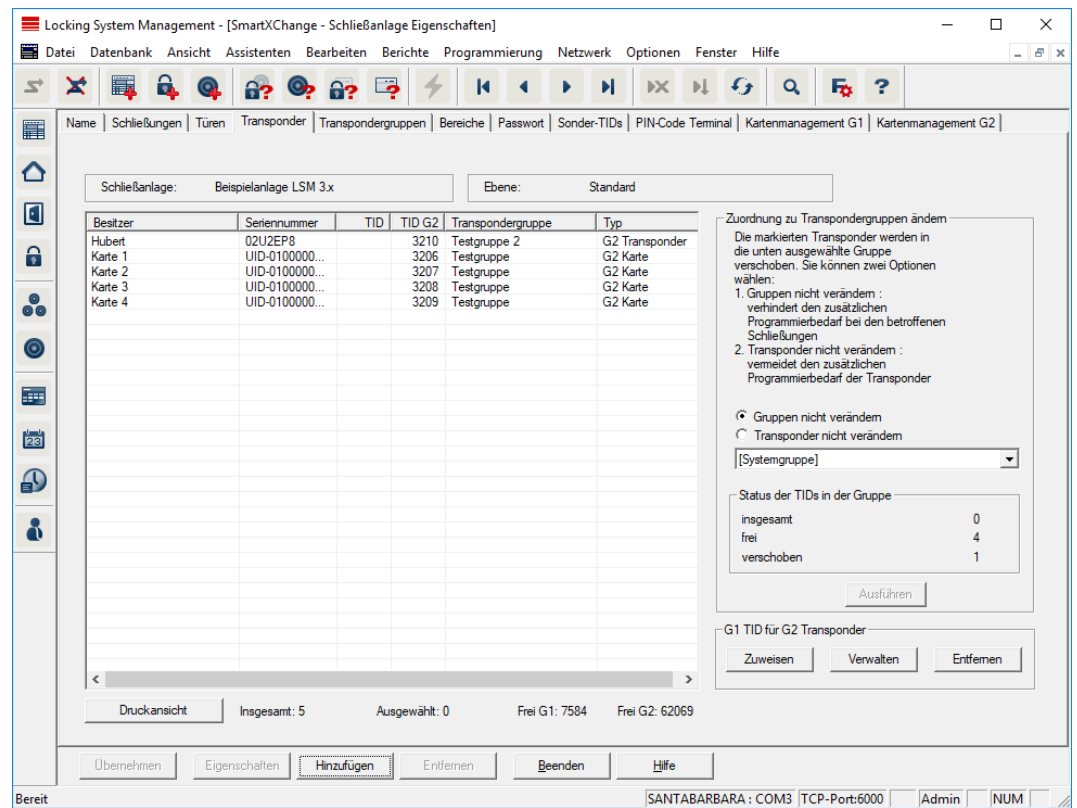 Locking System Management - [SmartXChange - Schließanlage Eigenschaften]
Datei Datenbank Ansicht Assistenten Bearbeiten Berichte Programmierung Netzwerk Optionen Fenster Hilfe
Name Schließungen Türen Transponder Transpondergruppen Bereiche Passwort Sonder-TIDs PIN-Code Terminal Kartenmanagement G1 Kartenmanagement G2
Schließanlage: Beispielanlage LSM 3.x Ebene: Standard
Besitzer Seriennummer TID TID G2 Transpondergruppe Typ
Hubert 02U2EP8 3210 Testgruppe 2 G2 Transponder
Karte 1 UID-0100000... 3206 Testgruppe G2 Karte
Karte 2 UID-0100000... 3207 Testgruppe G2 Karte
Karte 3 UID-0100000... 3208 Testgruppe G2 Karte
Karte 4 UID-0100000... 3209 Testgruppe G2 Karte
Zuordnung zu Transpondergruppen ändern
Die markierten Transponder werden in
die unten ausgewählte Gruppe
verschoben. Sie können zwei Optionen
wählen:
1. Gruppen nicht verändern :
verhindert den zusätzlichen
Programmierbedarf bei den betroffenen
Schließungen
2. Transponder nicht verändern :
vermeidet den zusätzlichen
Programmierbedarf der Transponder
Gruppen nicht verändern
Transponder nicht verändern
[Systemgruppe]
Status der TIDs in der Gruppe
insgesamt 0
frei 4
verschoben 1
Ausführen
G1 TID für G2 Transponder
Zuweisen Verwalten Entfernen
Druckansicht Insgesamt: 5 Ausgewählt: 0 Frei G1: 7584 Frei G2: 62069
Übernehmen Eigenschaften Hinzufügen Entfernen Beenden Hilfe
Bereit SANTABARBARA : COM3 TCP-Port:6000 Admin NUM
23